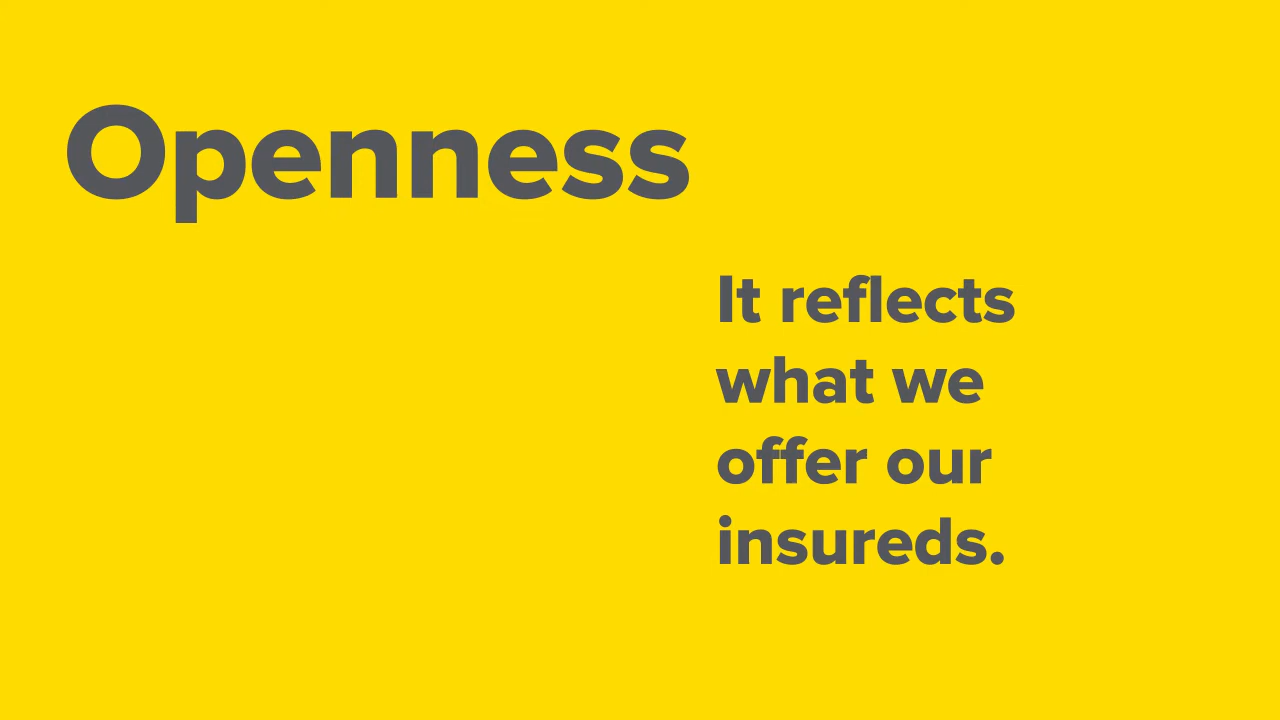 Openness
It reflects
what we
offer our
insureds.